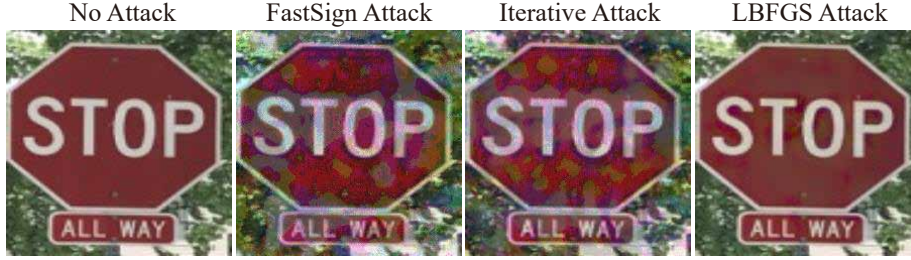 No Attack
FastSign Attack
Iterative Attack
LBFGS Attack
STOP
ALL WAY
STOP
ALL WAY
STOP
ALL WAY
STOP
ALL WAY